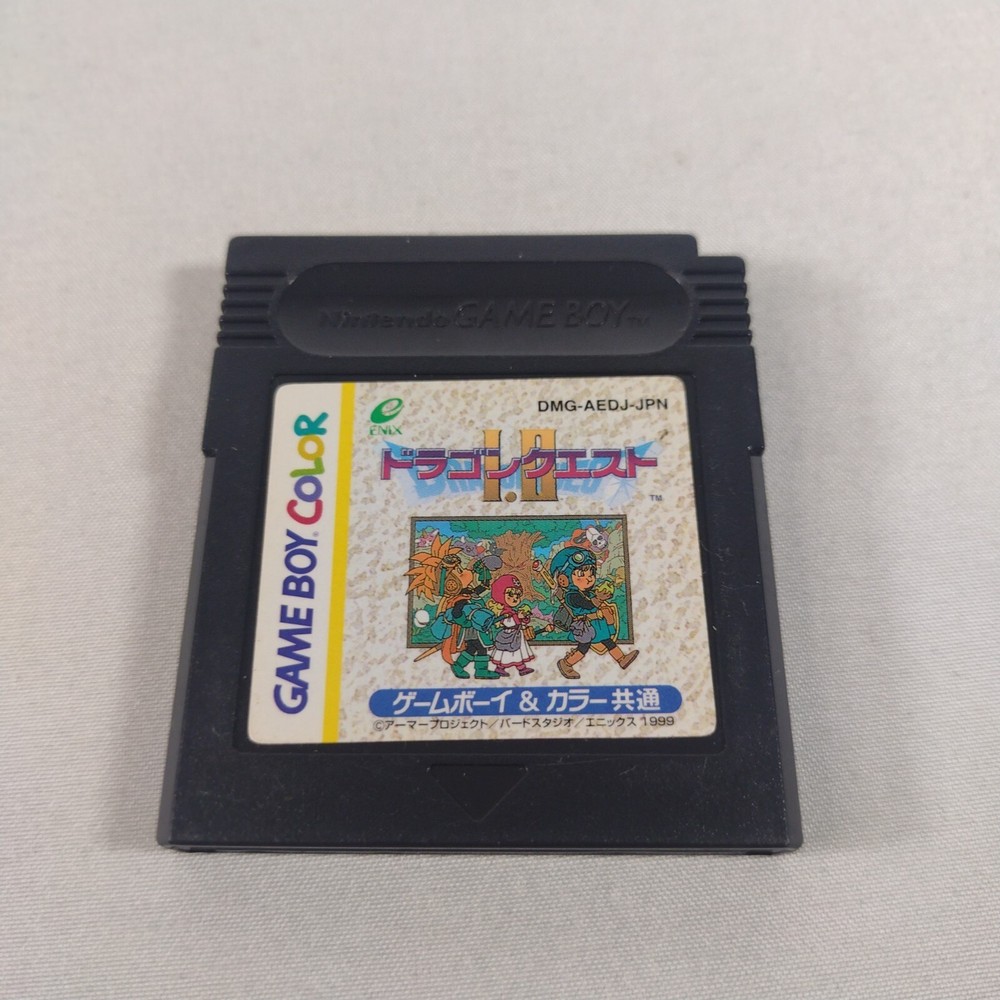 Nintendo GAME BOY™
GAME BOY COLOR
ENIX
DMG-AEDJ-JPN
ドラゴンクエスト
I・II
™
ゲームボーイ & カラー共通
©アーマープロジェクト/バードスタジオ/エニックス 1999